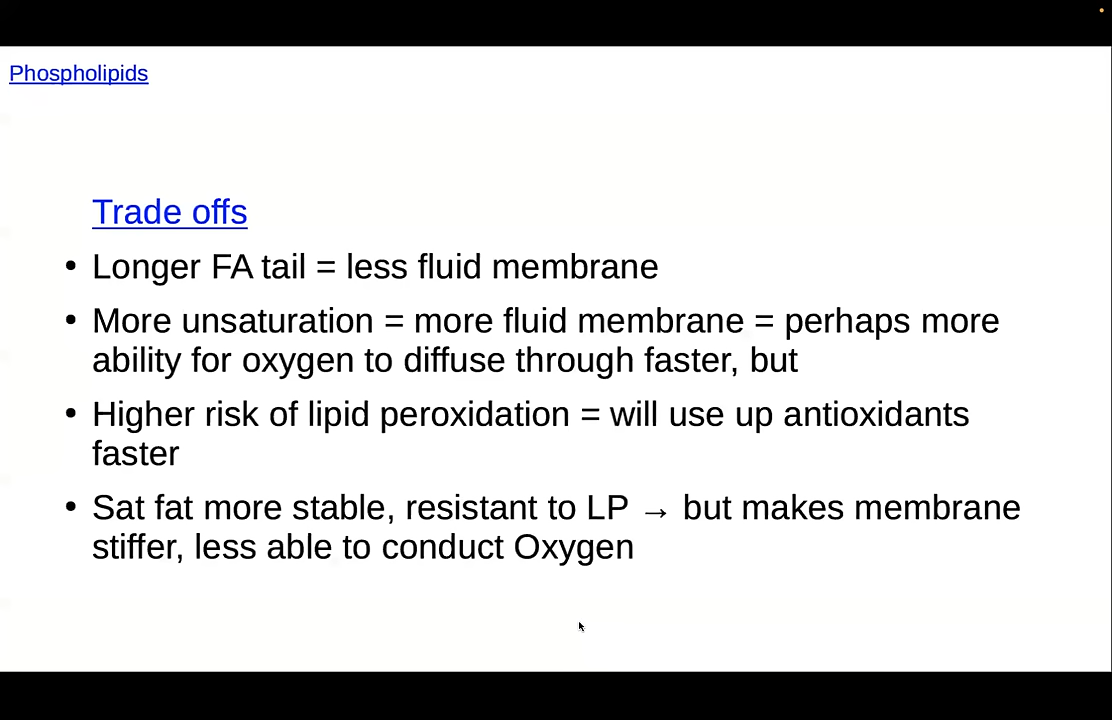 Phospholipids
Trade offs
• Longer FA tail = less fluid membrane
• More unsaturation = more fluid membrane = perhaps more
ability for oxygen to diffuse through faster, but
• Higher risk of lipid peroxidation = will use up antioxidants
faster
• Sat fat more stable, resistant to LP → but makes membrane
stiffer, less able to conduct Oxygen